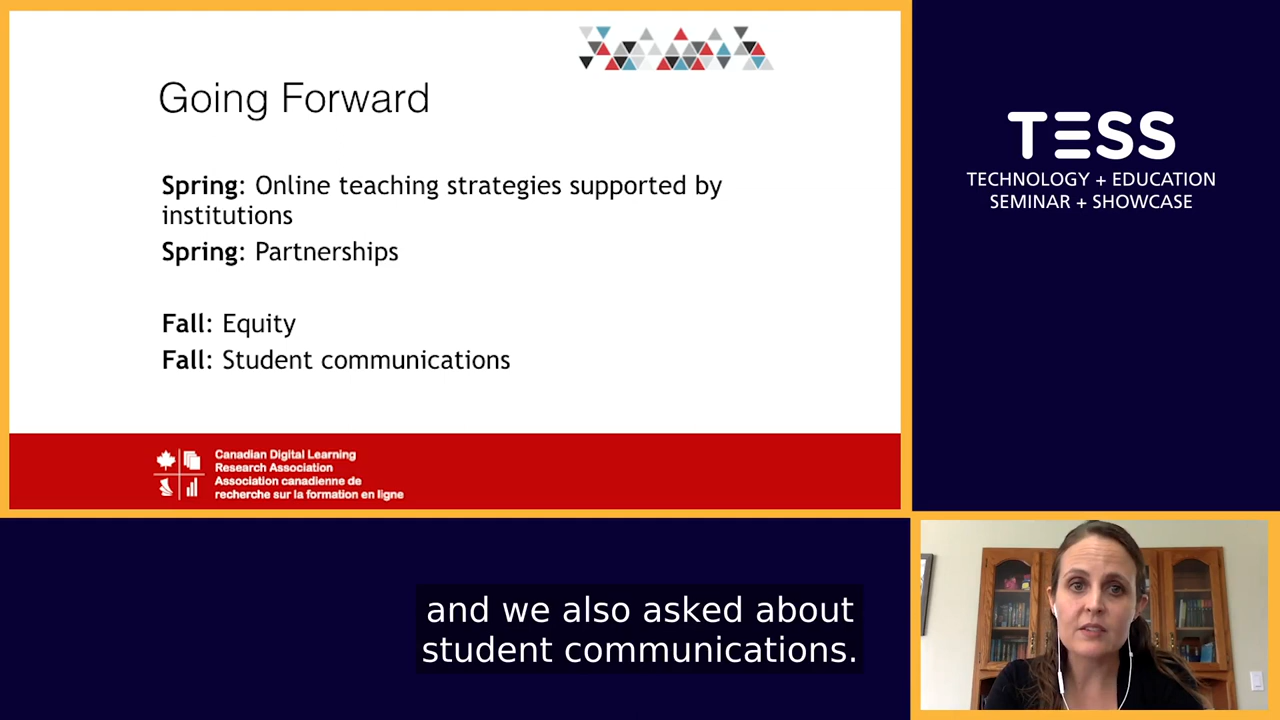 Going Forward
Spring: Online teaching strategies supported by
institutions
Spring: Partnerships
Fall: Equity
Fall: Student communications
Canadian Digital Learning
Research Association
Association canadienne de
recherche sur la formation en ligne
TESS
TECHNOLOGY + EDUCATION
SEMINAR + SHOWCASE
and we also asked about
student communications.